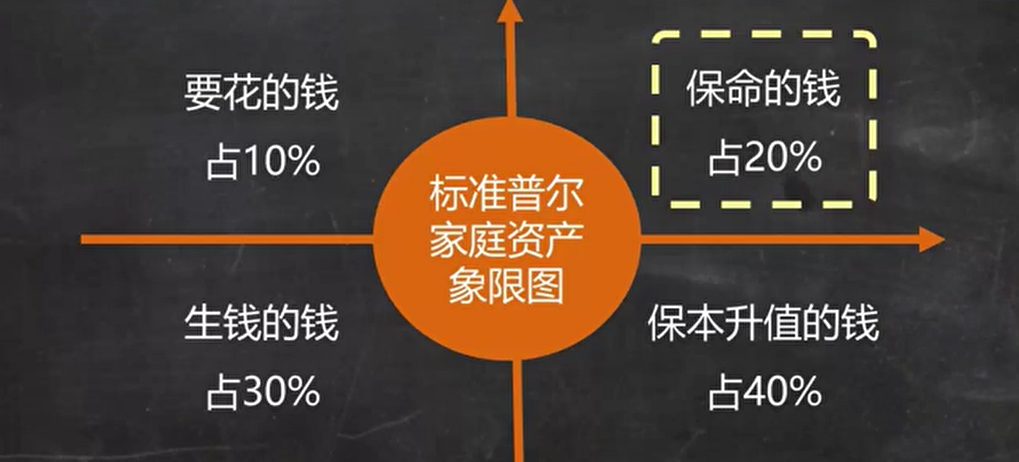 要花的钱
占10%
保命的钱
占20%
标准普尔
家庭资产
象限图
生钱的钱
占30%
保本升值的钱
占40%